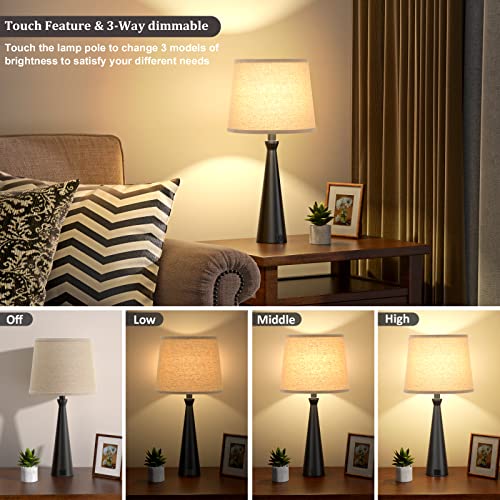 Touch Feature & 3-Way dimmable
Touch the lamp pole to change 3 models of
brightness to satisfy your different needs
Off
Low
Middle
High